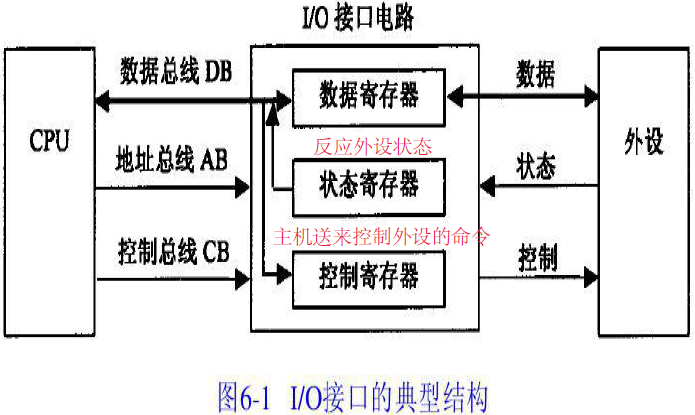 I/O 接口电路
CPU
数据总线 DB
地址总线 AB
控制总线 CB
数据寄存器
反应外设状态
状态寄存器
主机送来控制外设的命令
控制寄存器
数据
状态
控制
外设
图6-1 I/O接口的典型结构